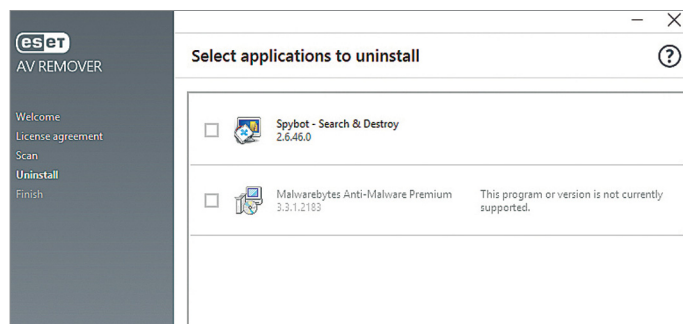 eseT
AV REMOVER
Welcome
License agreement
Scan
Uninstall
Finish
Select applications to uninstall
?
Spybot - Search & Destroy
2.6.46.0
Malwarebytes Anti-Malware Premium
3.3.1.2183
This program or version is not currently
supported.